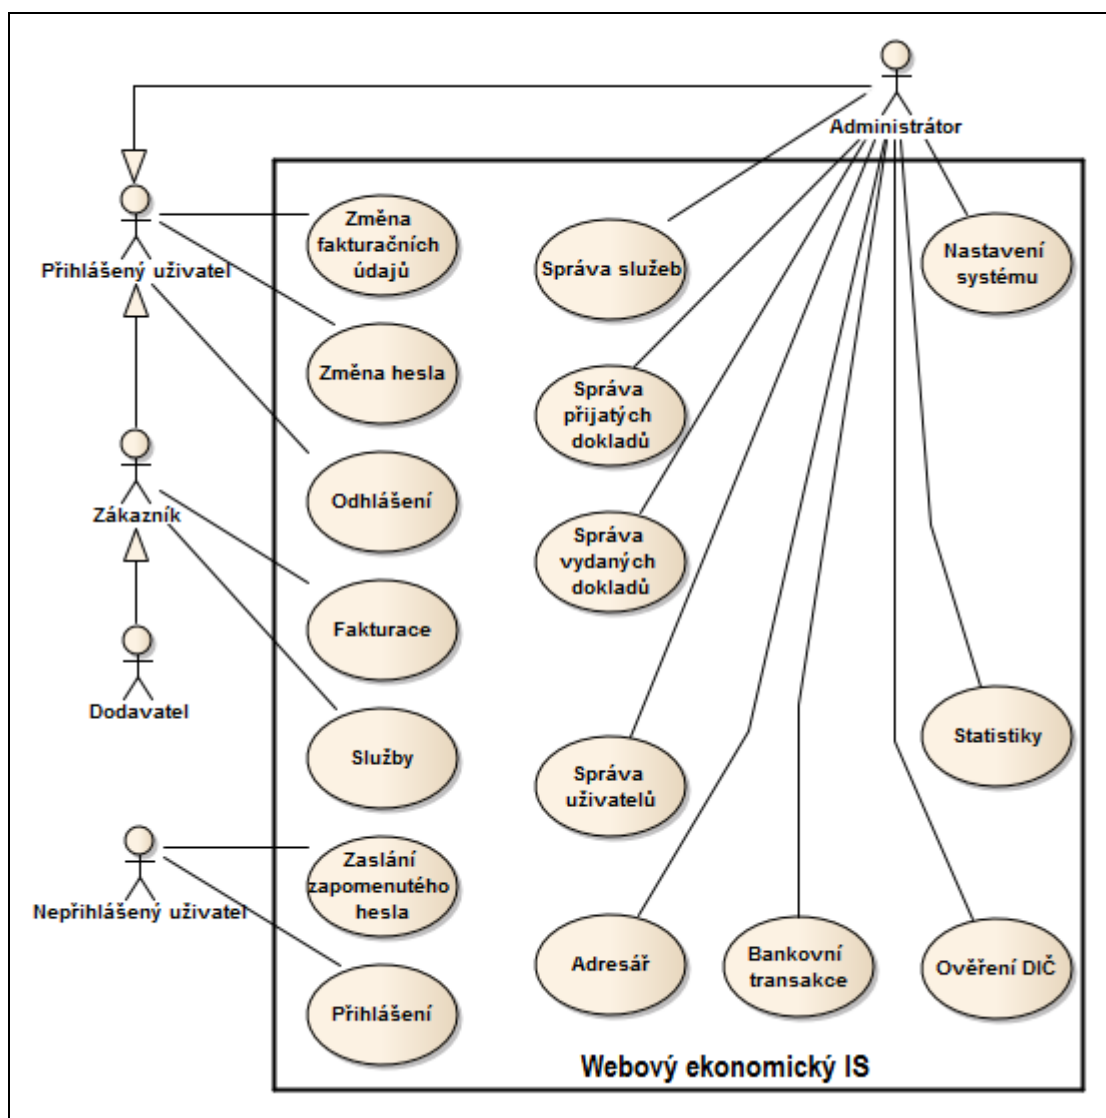 Administrátor
Změna
fakturačních
údajů
Správa služeb
Nastavení
systému
Přihlášený uživatel
Změna hesla
Správa
přijatých
dokladů
Odhlášení
Zákazník
Správa
vydaných
dokladů
Fakturace
Dodavatel
Služby
Správa
uživatelů
Statistiky
Zaslání
zapomenutého
hesla
Nepřihlášený uživatel
Adresář
Bankovní
transakce
Ověření DIČ
Přihlášení
Webový ekonomický IS